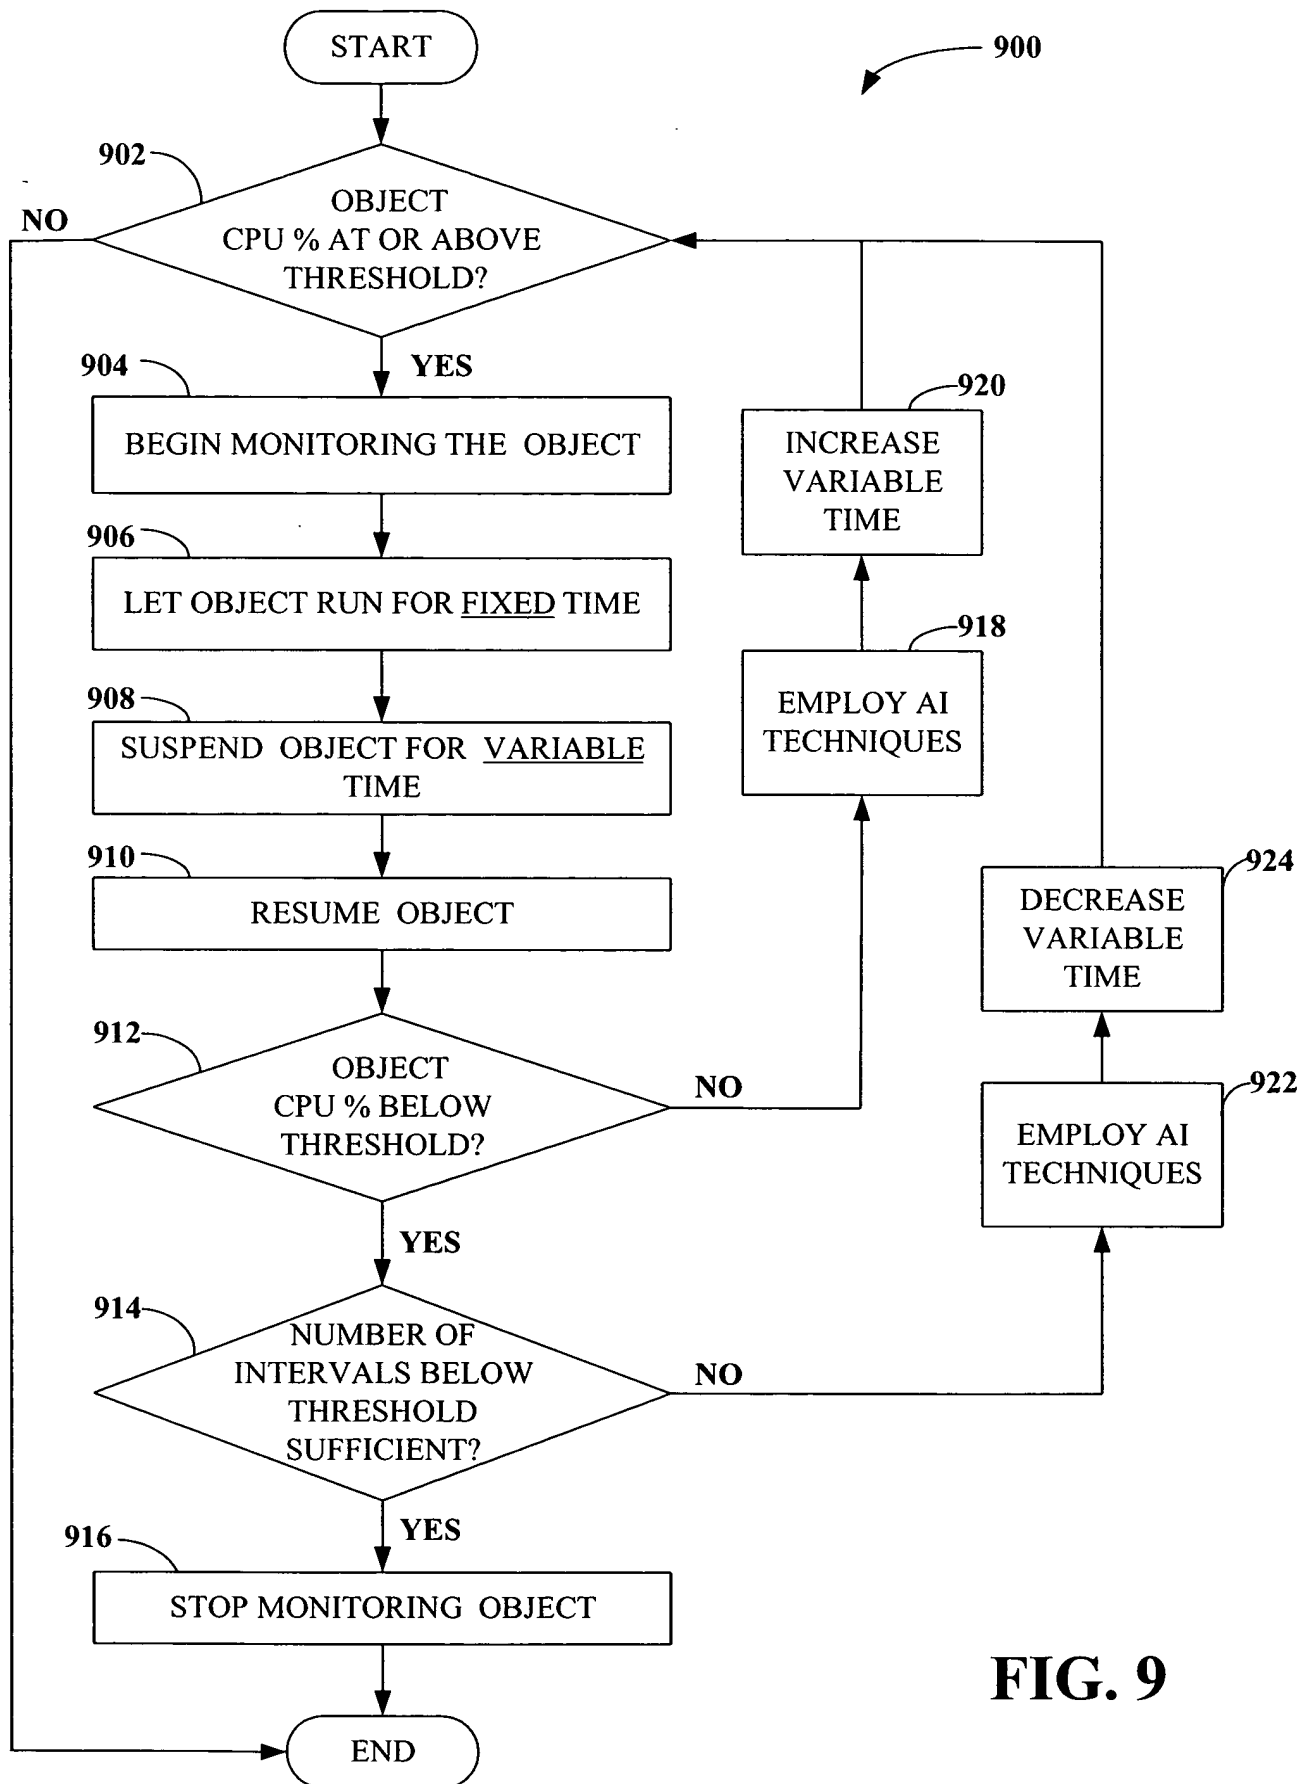 START
900
902
OBJECT
CPU % AT OR ABOVE
THRESHOLD?
NO
YES
904
BEGIN MONITORING THE OBJECT
906
LET OBJECT RUN FOR FIXED TIME
908
SUSPEND OBJECT FOR VARIABLE
TIME
910
RESUME OBJECT
912
OBJECT
CPU % BELOW
THRESHOLD?
NO
YES
914
NUMBER OF
INTERVALS BELOW
THRESHOLD
SUFFICIENT?
NO
YES
916
STOP MONITORING OBJECT
END
920
INCREASE
VARIABLE
TIME
918
EMPLOY AI
TECHNIQUES
924
DECREASE
VARIABLE
TIME
922
EMPLOY AI
TECHNIQUES
FIG. 9